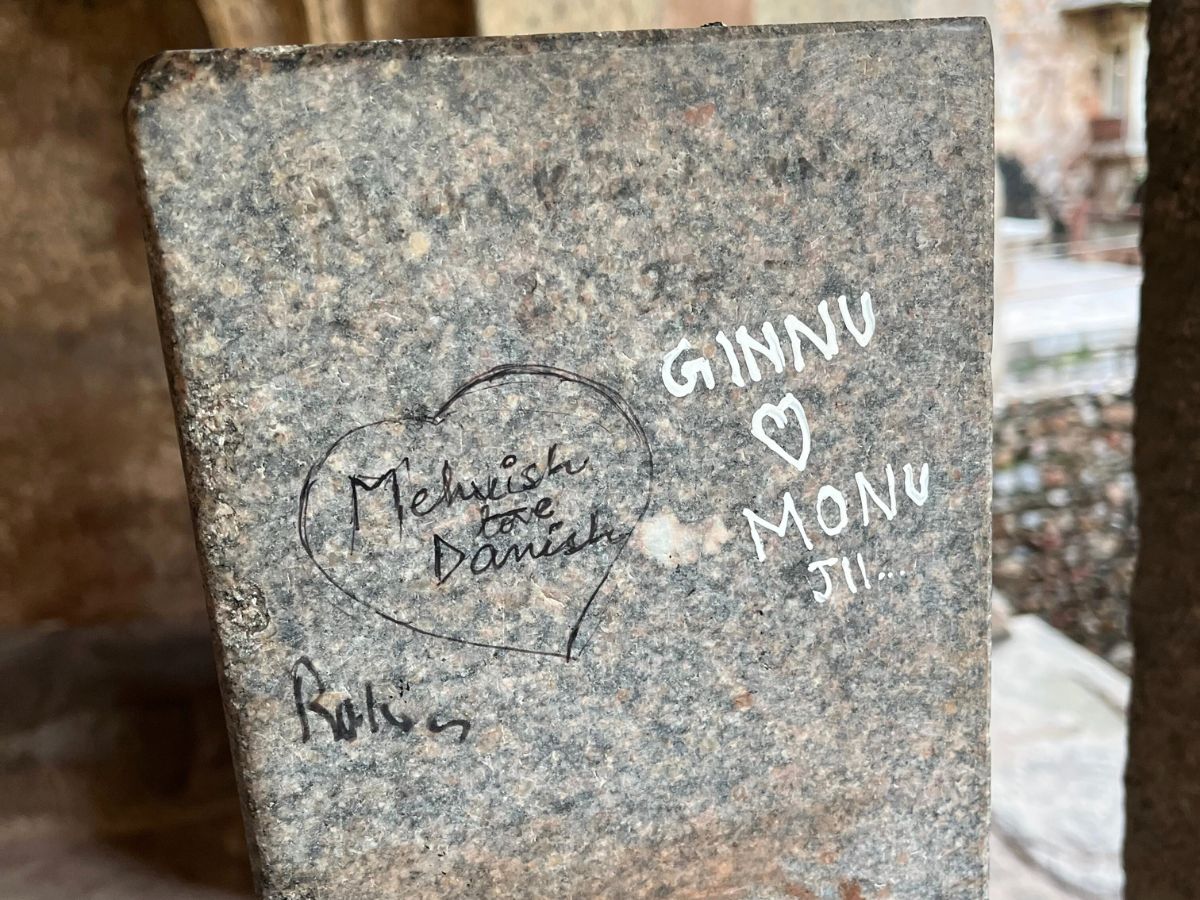 Mehwish
love
Danish
GINNU
♡
MONU
JII...